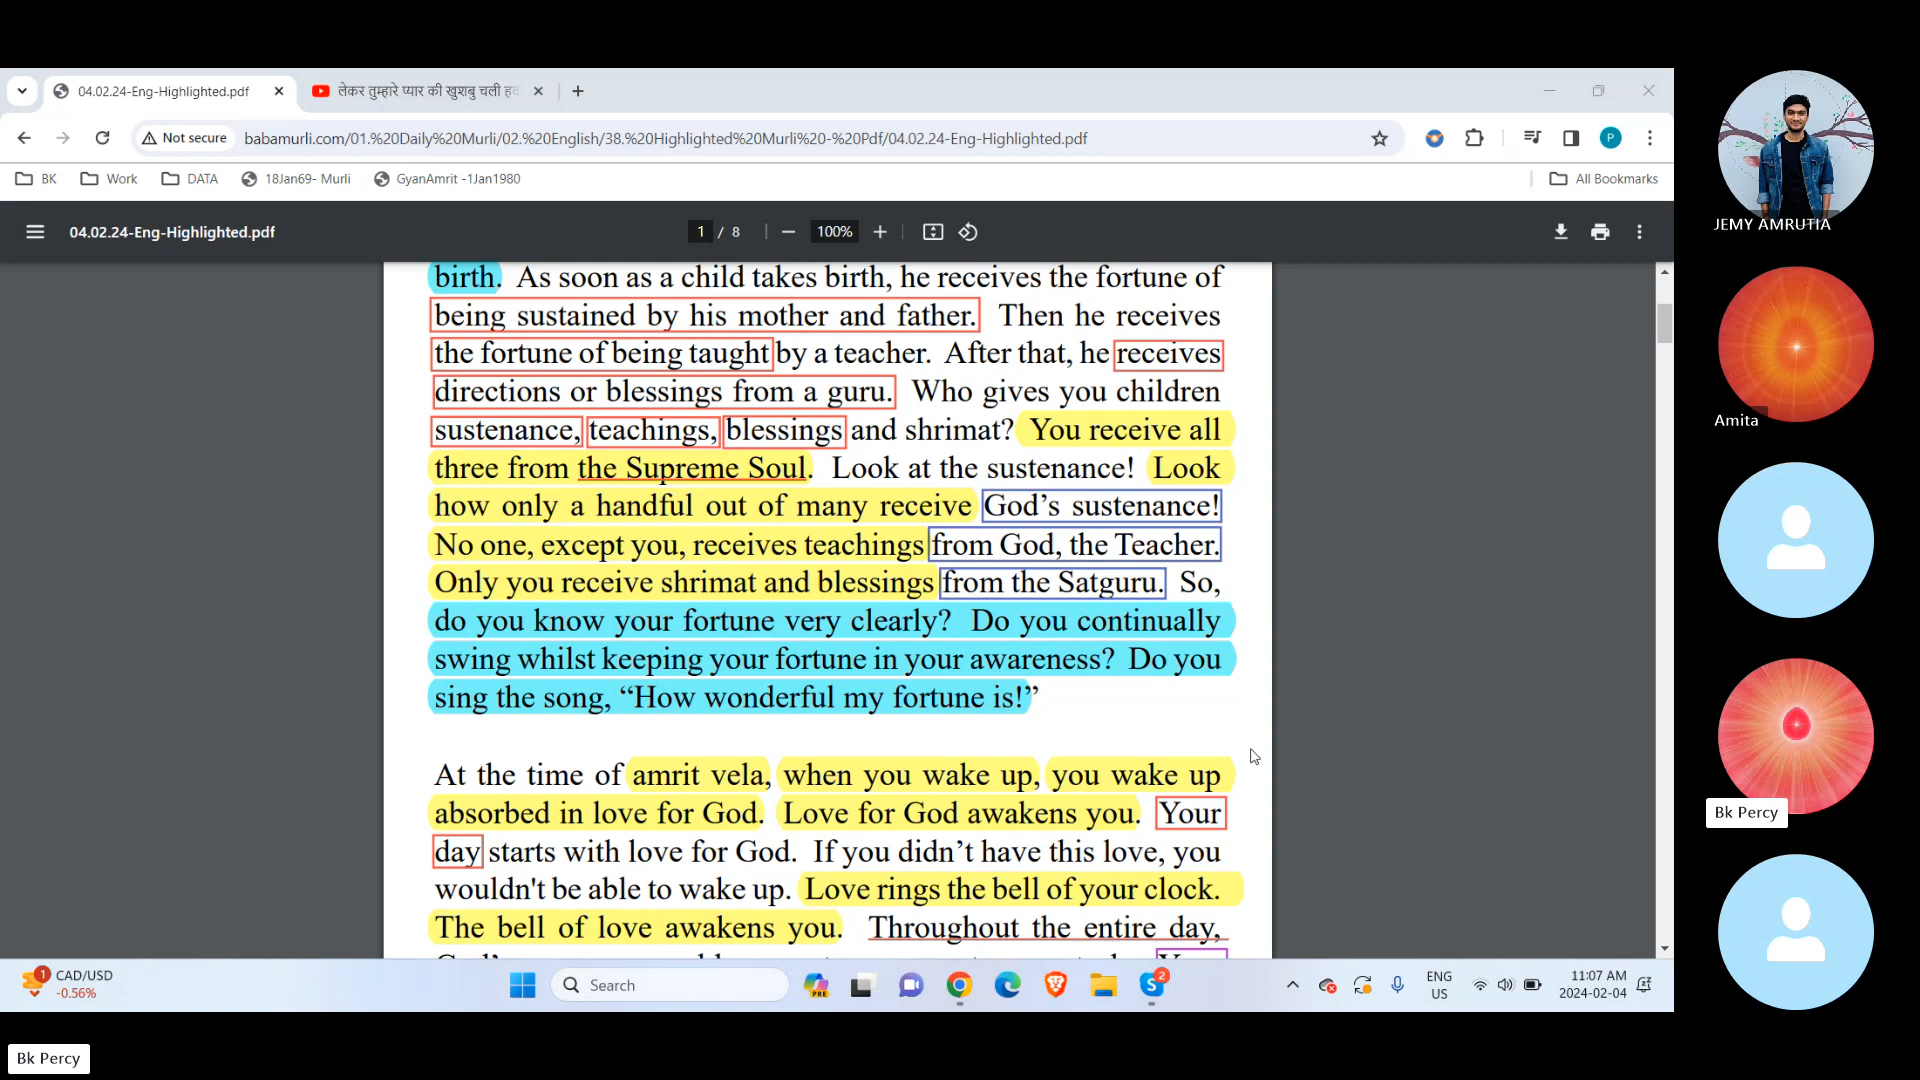 04.02.24-Eng-Highlighted.pdf
लेकर तुम्हारे प्यार की खुशबु चली
Not secure
babamurli.com/01.%20Daily%20Murli/02.%20English/38.%20Highlighted%20Murli%20-%20Pdf/04.02.24-Eng-Highlighted.pdf
P
BK
Work
DATA
18Jan69- Murli
GyanAmrit -1Jan1980
All Bookmarks
04.02.24-Eng-Highlighted.pdf
1 / 8
100%
birth. As soon as a child takes birth, he receives the fortune of
being sustained by his mother and father. Then he receives
the fortune of being taught by a teacher. After that, he receives
directions or blessings from a guru. Who gives you children
sustenance, teachings, blessings and shrimat? You receive all
three from the Supreme Soul. Look at the sustenance! Look
how only a handful out of many receive God's sustenance!
No one, except you, receives teachings from God, the Teacher.
Only you receive shrimat and blessings from the Satguru. So,
do you know your fortune very clearly? Do you continually
swing whilst keeping your fortune in your awareness? Do you
sing the song, “How wonderful my fortune is!”
At the time of amrit vela, when you wake up, you wake up
absorbed in love for God. Love for God awakens you. Your
day starts with love for God. If you didn’t have this love, you
wouldn't be able to wake up. Love rings the bell of your clock.
The bell of love awakens you. Throughout the entire day,
JEMY AMRUTIA
Amita
Bk Percy
1
CAD/USD
-0.56%
Search
PRE
2
ENG
US
11:07 AM
2024-02-04
Bk Percy